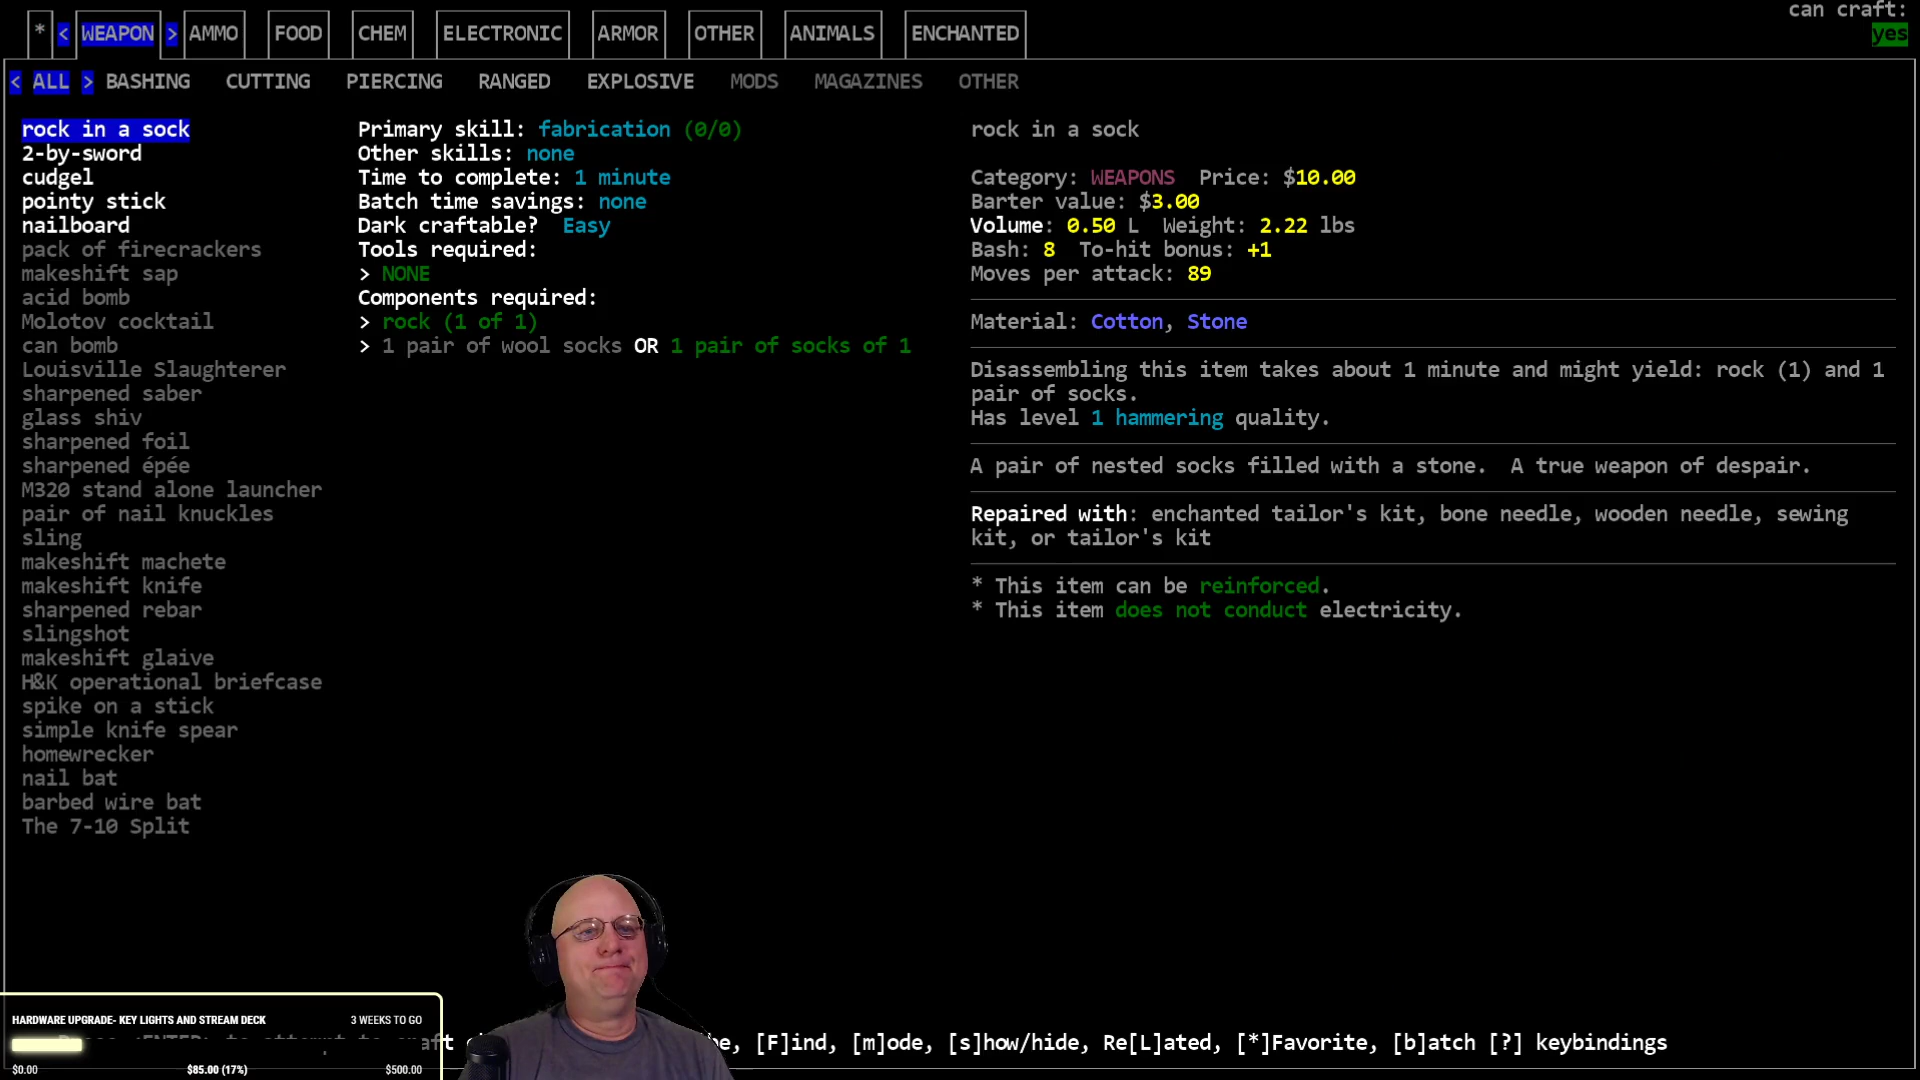 can craft:
* < WEAPON > AMMO FOOD CHEM ELECTRONIC ARMOR OTHER ANIMALS ENCHANTED yes
< ALL > BASHING CUTTING PIERCING RANGED EXPLOSIVE MODS MAGAZINES OTHER
rock in a sock
2-by-sword
cudgel
pointy stick
nailboard
pack of firecrackers
makeshift sap
acid bomb
Molotov cocktail
can bomb
Louisville Slaughterer
sharpened saber
glass shiv
sharpened foil
sharpened épée
M320 stand alone launcher
pair of nail knuckles
sling
makeshift machete
makeshift knife
sharpened rebar
slingshot
makeshift glaive
H&K operational briefcase
spike on a stick
simple knife spear
homewrecker
nail bat
barbed wire bat
The 7-10 Split
Primary skill: fabrication (0/0)
Other skills: none
Time to complete: 1 minute
Batch time savings: none
Dark craftable? Easy
Tools required:
> NONE
Components required:
> rock (1 of 1)
> 1 pair of wool socks OR 1 pair of socks of 1
rock in a sock
Category: WEAPONS Price: $10.00
Barter value: $3.00
Volume: 0.50 L Weight: 2.22 lbs
Bash: 8 To-hit bonus: +1
Moves per attack: 89
Material: Cotton, Stone
Disassembling this item takes about 1 minute and might yield: rock (1) and 1
pair of socks.
Has level 1 hammering quality.
A pair of nested socks filled with a stone. A true weapon of despair.
Repaired with: enchanted tailor's kit, bone needle, wooden needle, sewing
kit, or tailor's kit
* This item can be reinforced.
* This item does not conduct electricity.
HARDWARE UPGRADE- KEY LIGHTS AND STREAM DECK 3 WEEKS TO GO
[F]ind, [m]ode, [s]how/hide, Re[L]ated, [*]Favorite, [b]atch [?] keybindings
$0.00 $85.00 (17%) $500.00